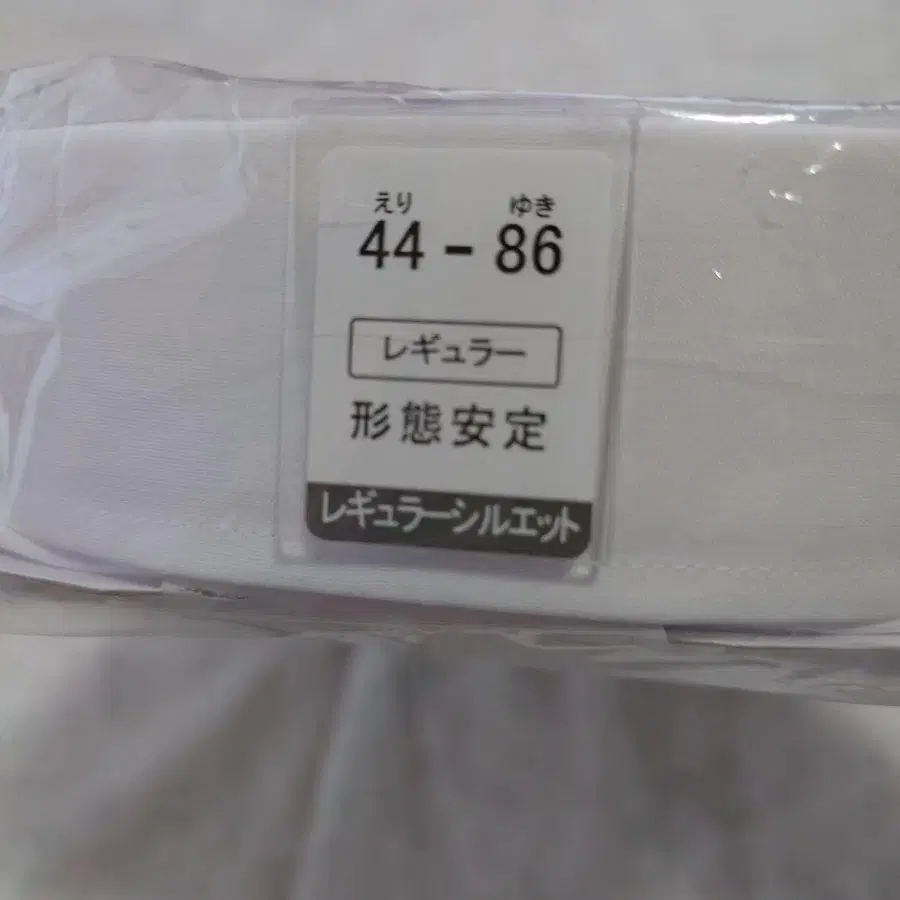 えり ゆき
44 - 86
レギュラー
形態安定
レギュラーシルエット